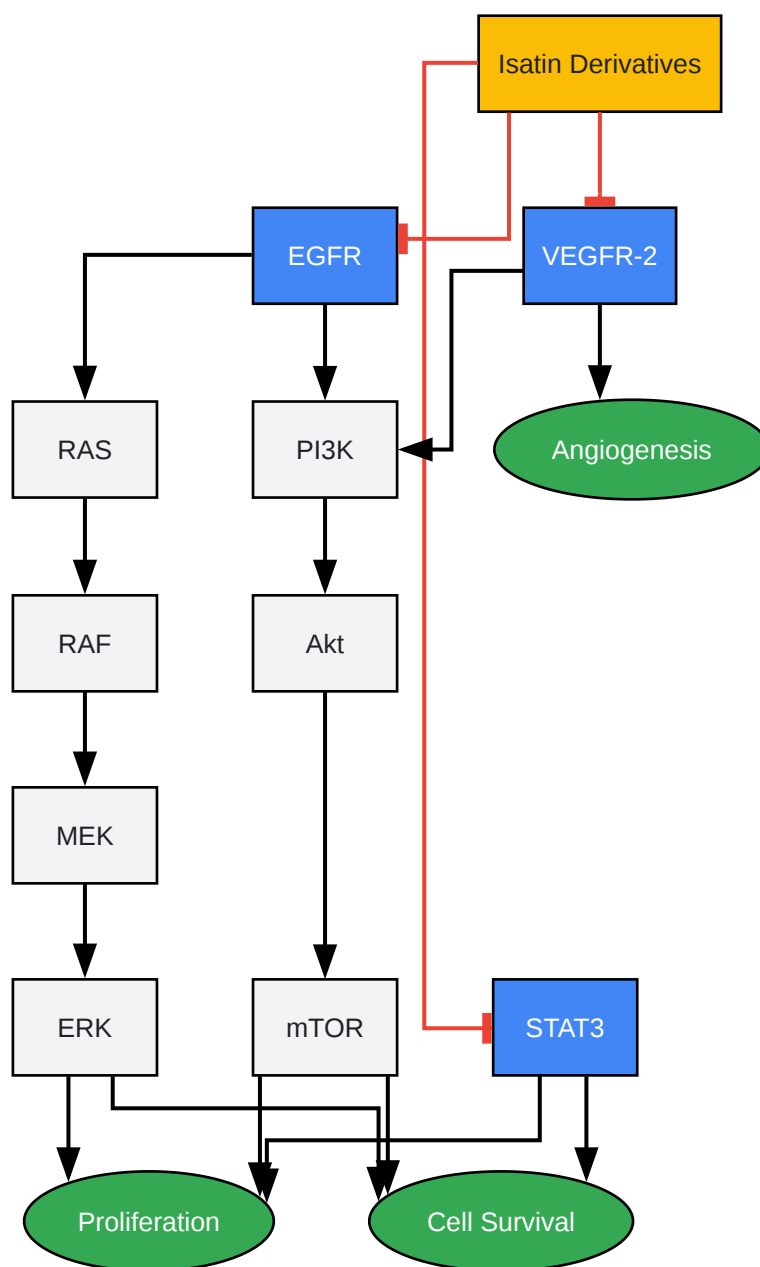 Isatin Derivatives
EGFR
VEGFR-2
RAS
PI3K
Angiogenesis
RAF
Akt
MEK
ERK
mTOR
STAT3
Proliferation
Cell Survival